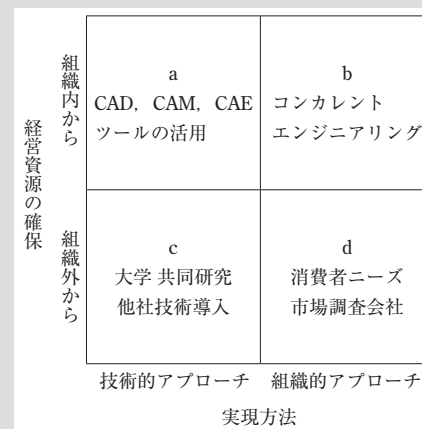 経営資源の確保
組織内から
a
CAD，CAM，CAE
ツールの活用
b
コンカレント
エンジニアリング
組織外から
c
大学 共同研究
他社技術導入
d
消費者ニーズ
市場調査会社
技術的アプローチ 組織的アプローチ
実現方法